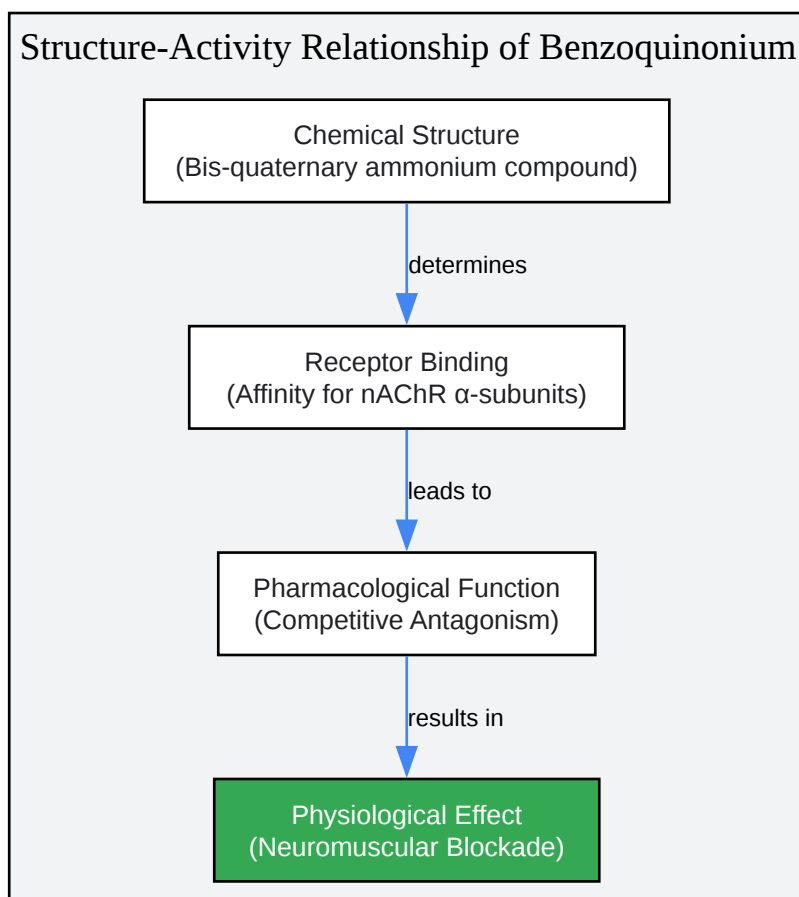 Structure-Activity Relationship of Benzoquinonium
Chemical Structure
(Bis-quaternary ammonium compound)
determines
Receptor Binding
(Affinity for nAChR α-subunits)
leads to
Pharmacological Function
(Competitive Antagonism)
results in
Physiological Effect
(Neuromuscular Blockade)